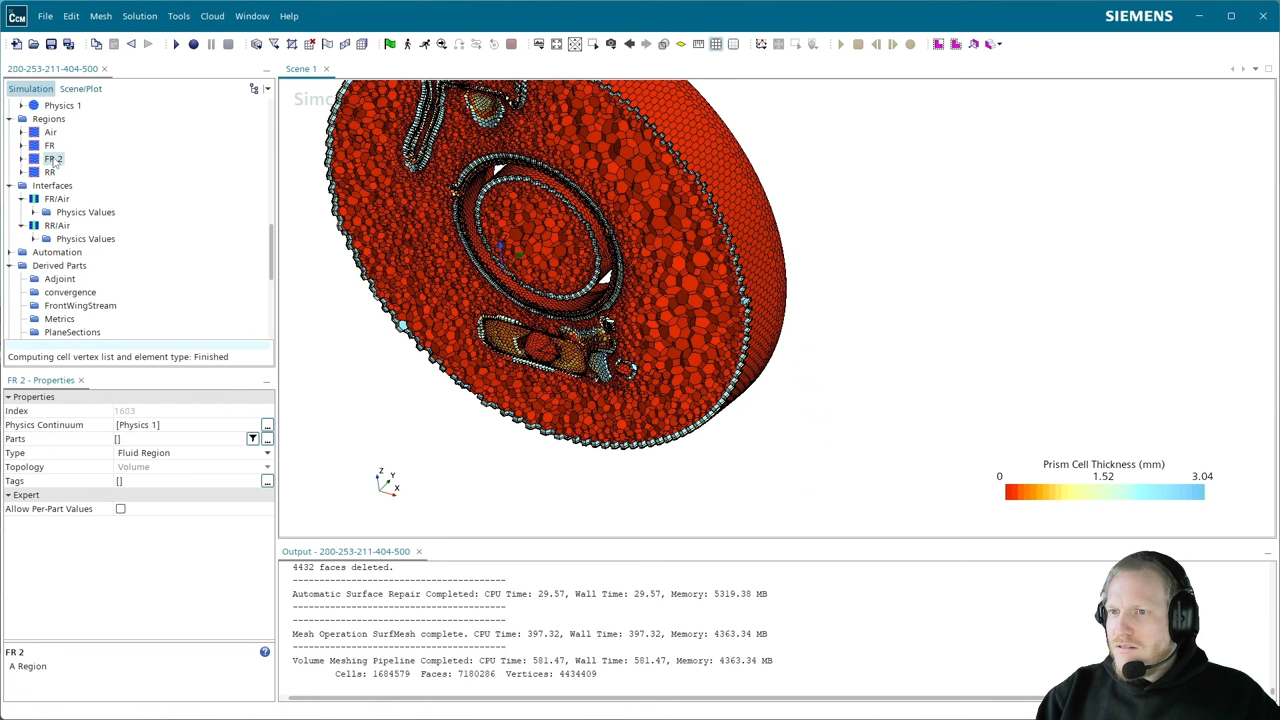 CCM File Edit Mesh Solution Tools Cloud Window Help SIEMENS
280-253-211-404-500
Simulation Scene/Plot
Physics 1
Regions
Air
FR
FR 2
RR
Interfaces
FR/Air
Physics Values
RR/Air
Physics Values
Automation
Derived Parts
Adjoint
convergence
FrontWingStream
Metrics
PlaneSections
Computing cell vertex list and element type: Finished
FR 2 - Properties
Properties
Index 1683
Physics Continuum [Physics 1]
Parts []
Type Fluid Region
Topology Volume
Tags []
Expert
Allow Per-Part Values
FR 2
A Region
Scene 1
Simc
Z
Y
X
Prism Cell Thickness (mm)
0 1.52 3.04
Output - 280-253-211-404-500
4432 faces deleted.
----------------------------------------
Automatic Surface Repair Completed: CPU Time: 29.57, Wall Time: 29.57, Memory: 5319.38 MB
----------------------------------------
----------------------------------------
Mesh Operation SurfMesh complete. CPU Time: 397.32, Wall Time: 397.32, Memory: 4363.34 MB
----------------------------------------
Volume Meshing Pipeline Completed: CPU Time: 581.47, Wall Time: 581.47, Memory: 4363.34 MB
Cells: 1684579 Faces: 7180286 Vertices: 4434409